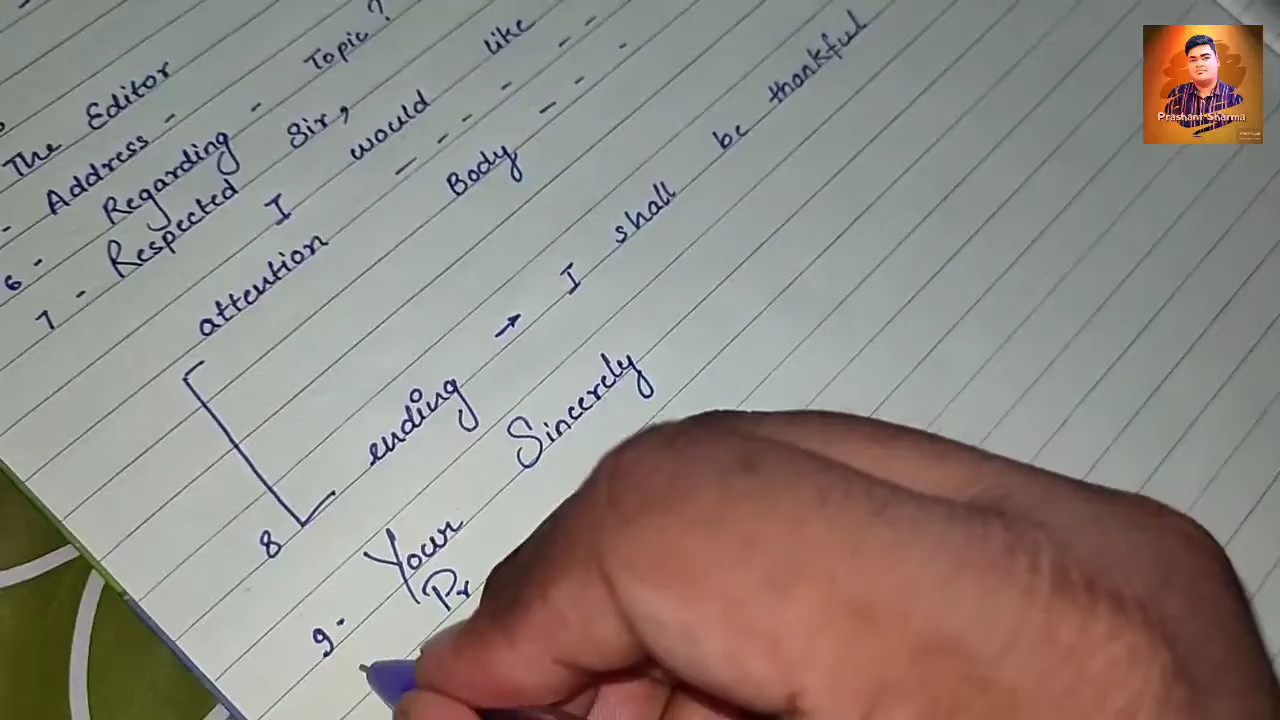 The Editor
- Address -
6 - Regarding - Topic ?
7 - Respected Sir,
I would like
attention - - - - - - -
Body - - - -
8 ending → I shall be thankful
9 - Your Sincerely
Pr
Prashant Sharma